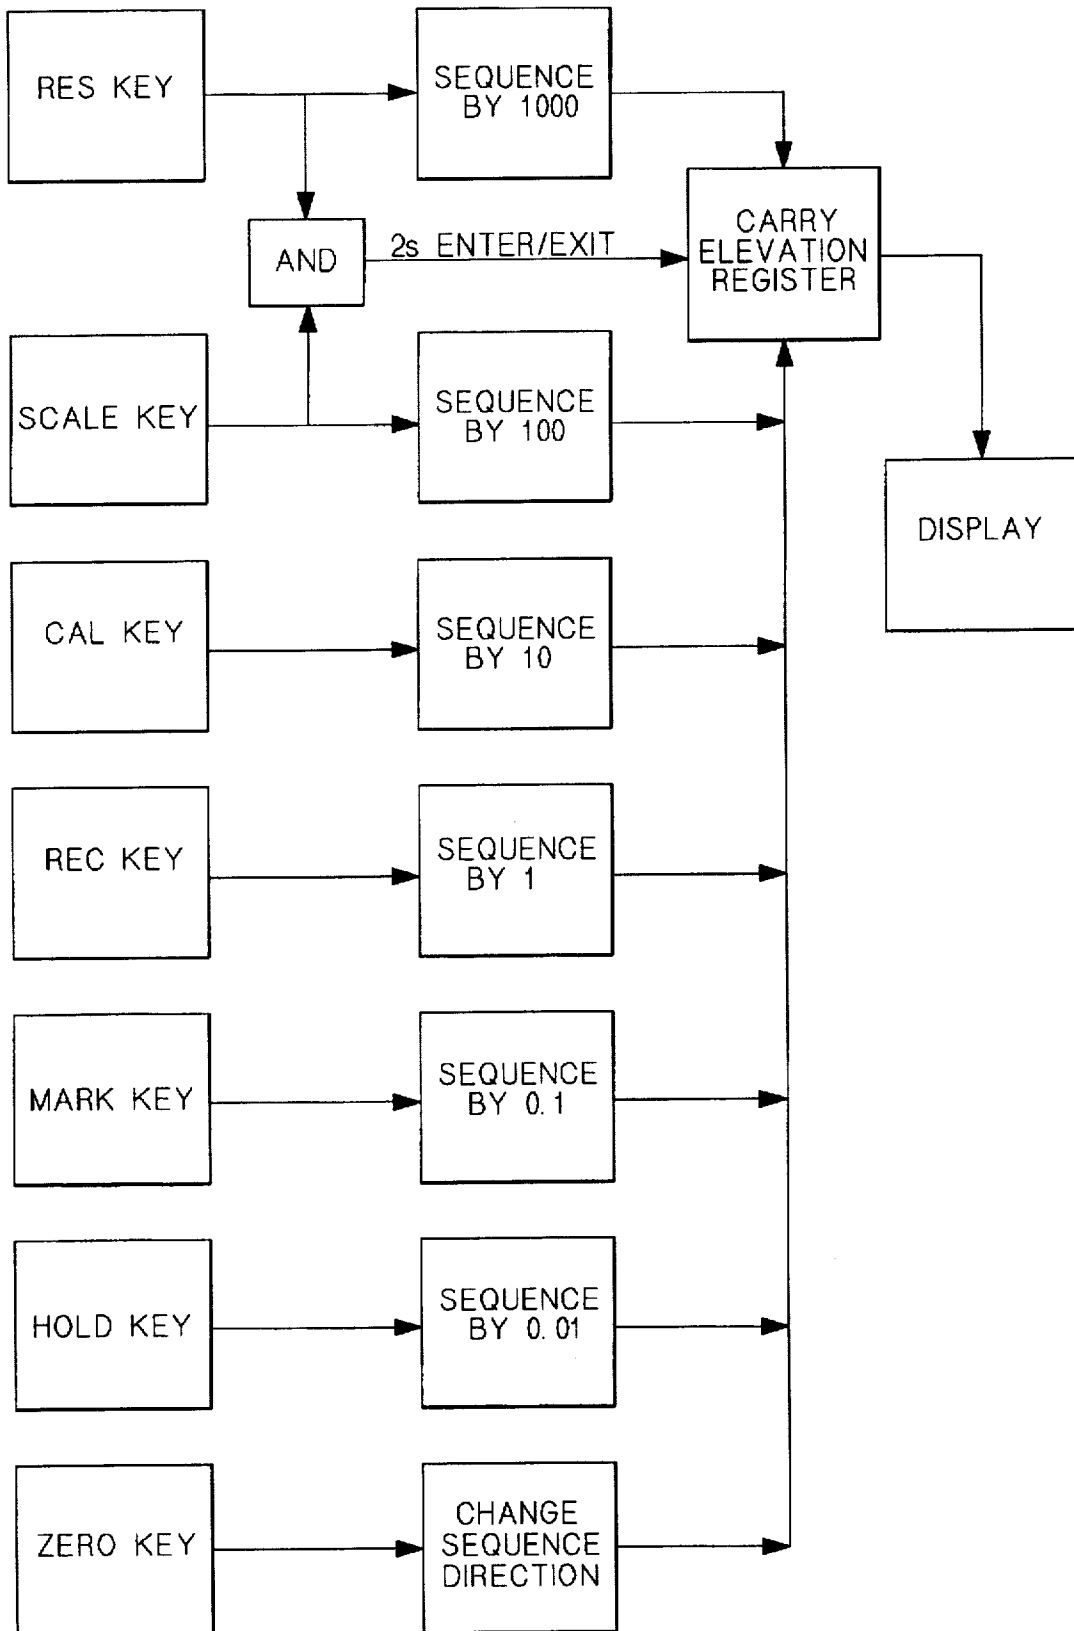 RES KEY
SEQUENCE
BY 1000
CARRY
ELEVATION
REGISTER
AND
2s ENTER/EXIT
SCALE KEY
SEQUENCE
BY 100
DISPLAY
CAL KEY
SEQUENCE
BY 10
REC KEY
SEQUENCE
BY 1
MARK KEY
SEQUENCE
BY 0.1
HOLD KEY
SEQUENCE
BY 0.01
ZERO KEY
CHANGE
SEQUENCE
DIRECTION